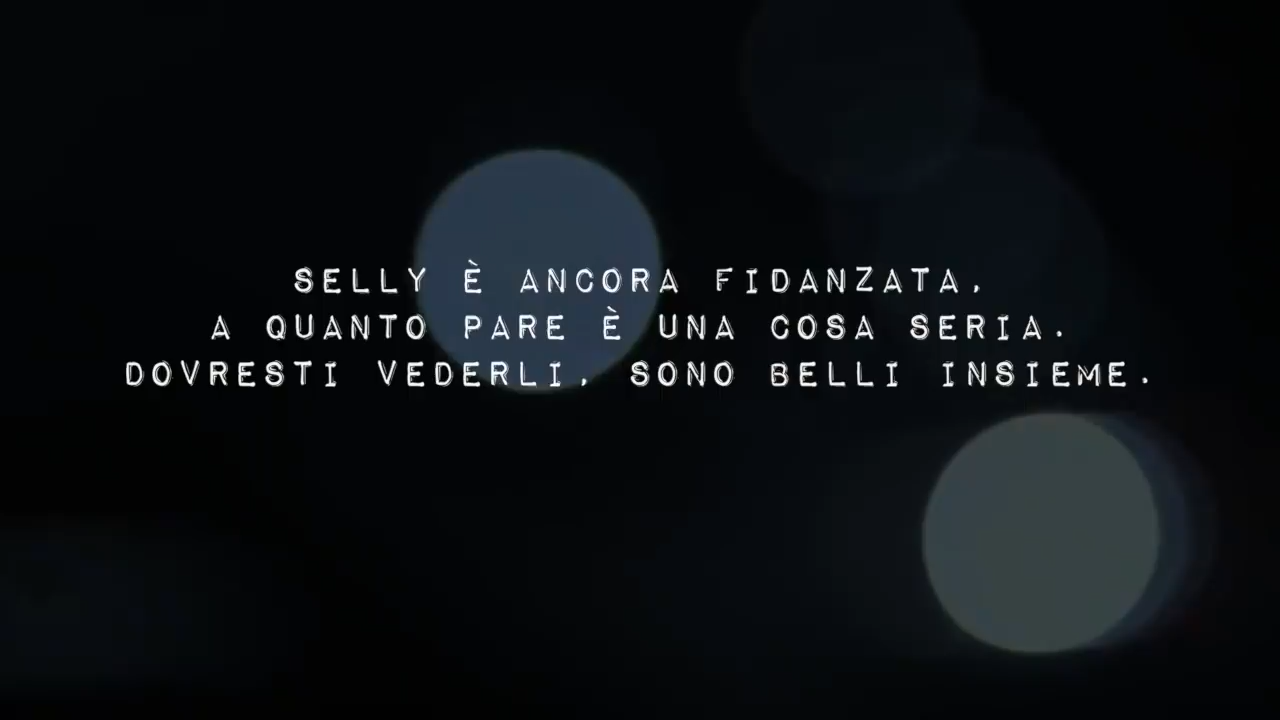 SELLY È ANCORA FIDANZATA,
A QUANTO PARE È UNA COSA SERIA.
DOVRESTI VEDERLI, SONO BELLI INSIEME.